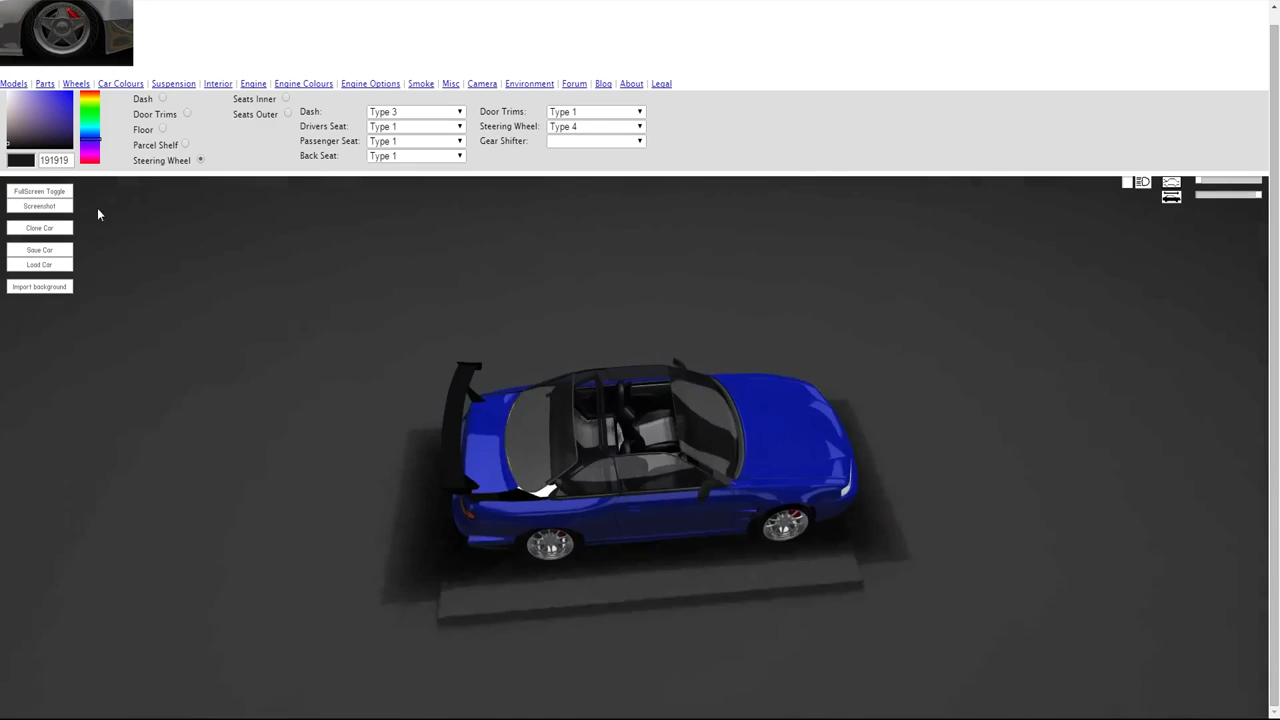 Models | Parts | Wheels | Car Colours | Suspension | Interior | Engine | Engine Colours | Engine Options | Smoke | Misc | Camera | Environment | Forum | Blog | About | Legal
Dash
Door Trims
Floor
Parcel Shelf
Steering Wheel
Seats Inner
Seats Outer
Dash: Type 3
Drivers Seat: Type 1
Passenger Seat: Type 1
Back Seat: Type 1
Door Trims: Type 1
Steering Wheel: Type 4
Gear Shifter:
191919
FullScreen Toggle
Screenshot
Clone Car
Save Car
Load Car
Import background